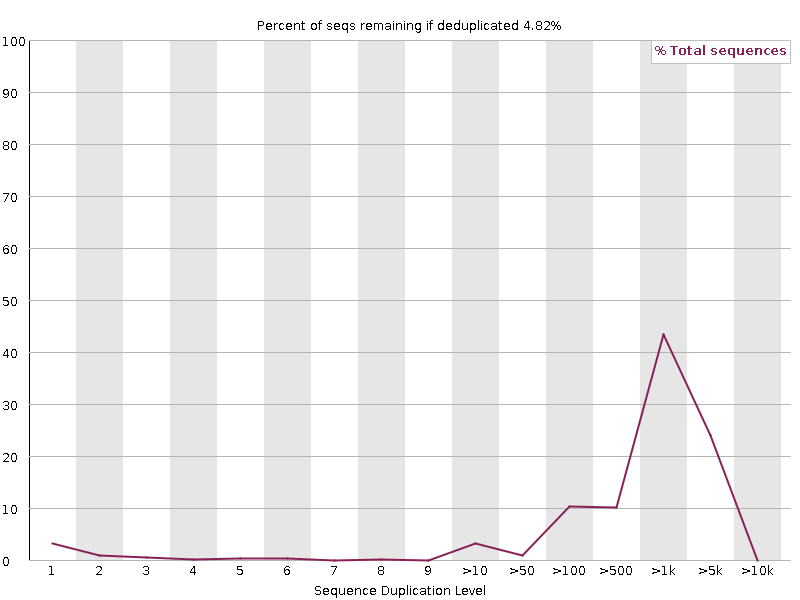 Percent of seqs remaining if deduplicated 4.82%
% Total sequences
100
90
80
70
60
50
40
30
20
10
0
1 2 3 4 5 6 7 8 9 >10 >50 >100 >500 >1k >5k >10k
Sequence Duplication Level